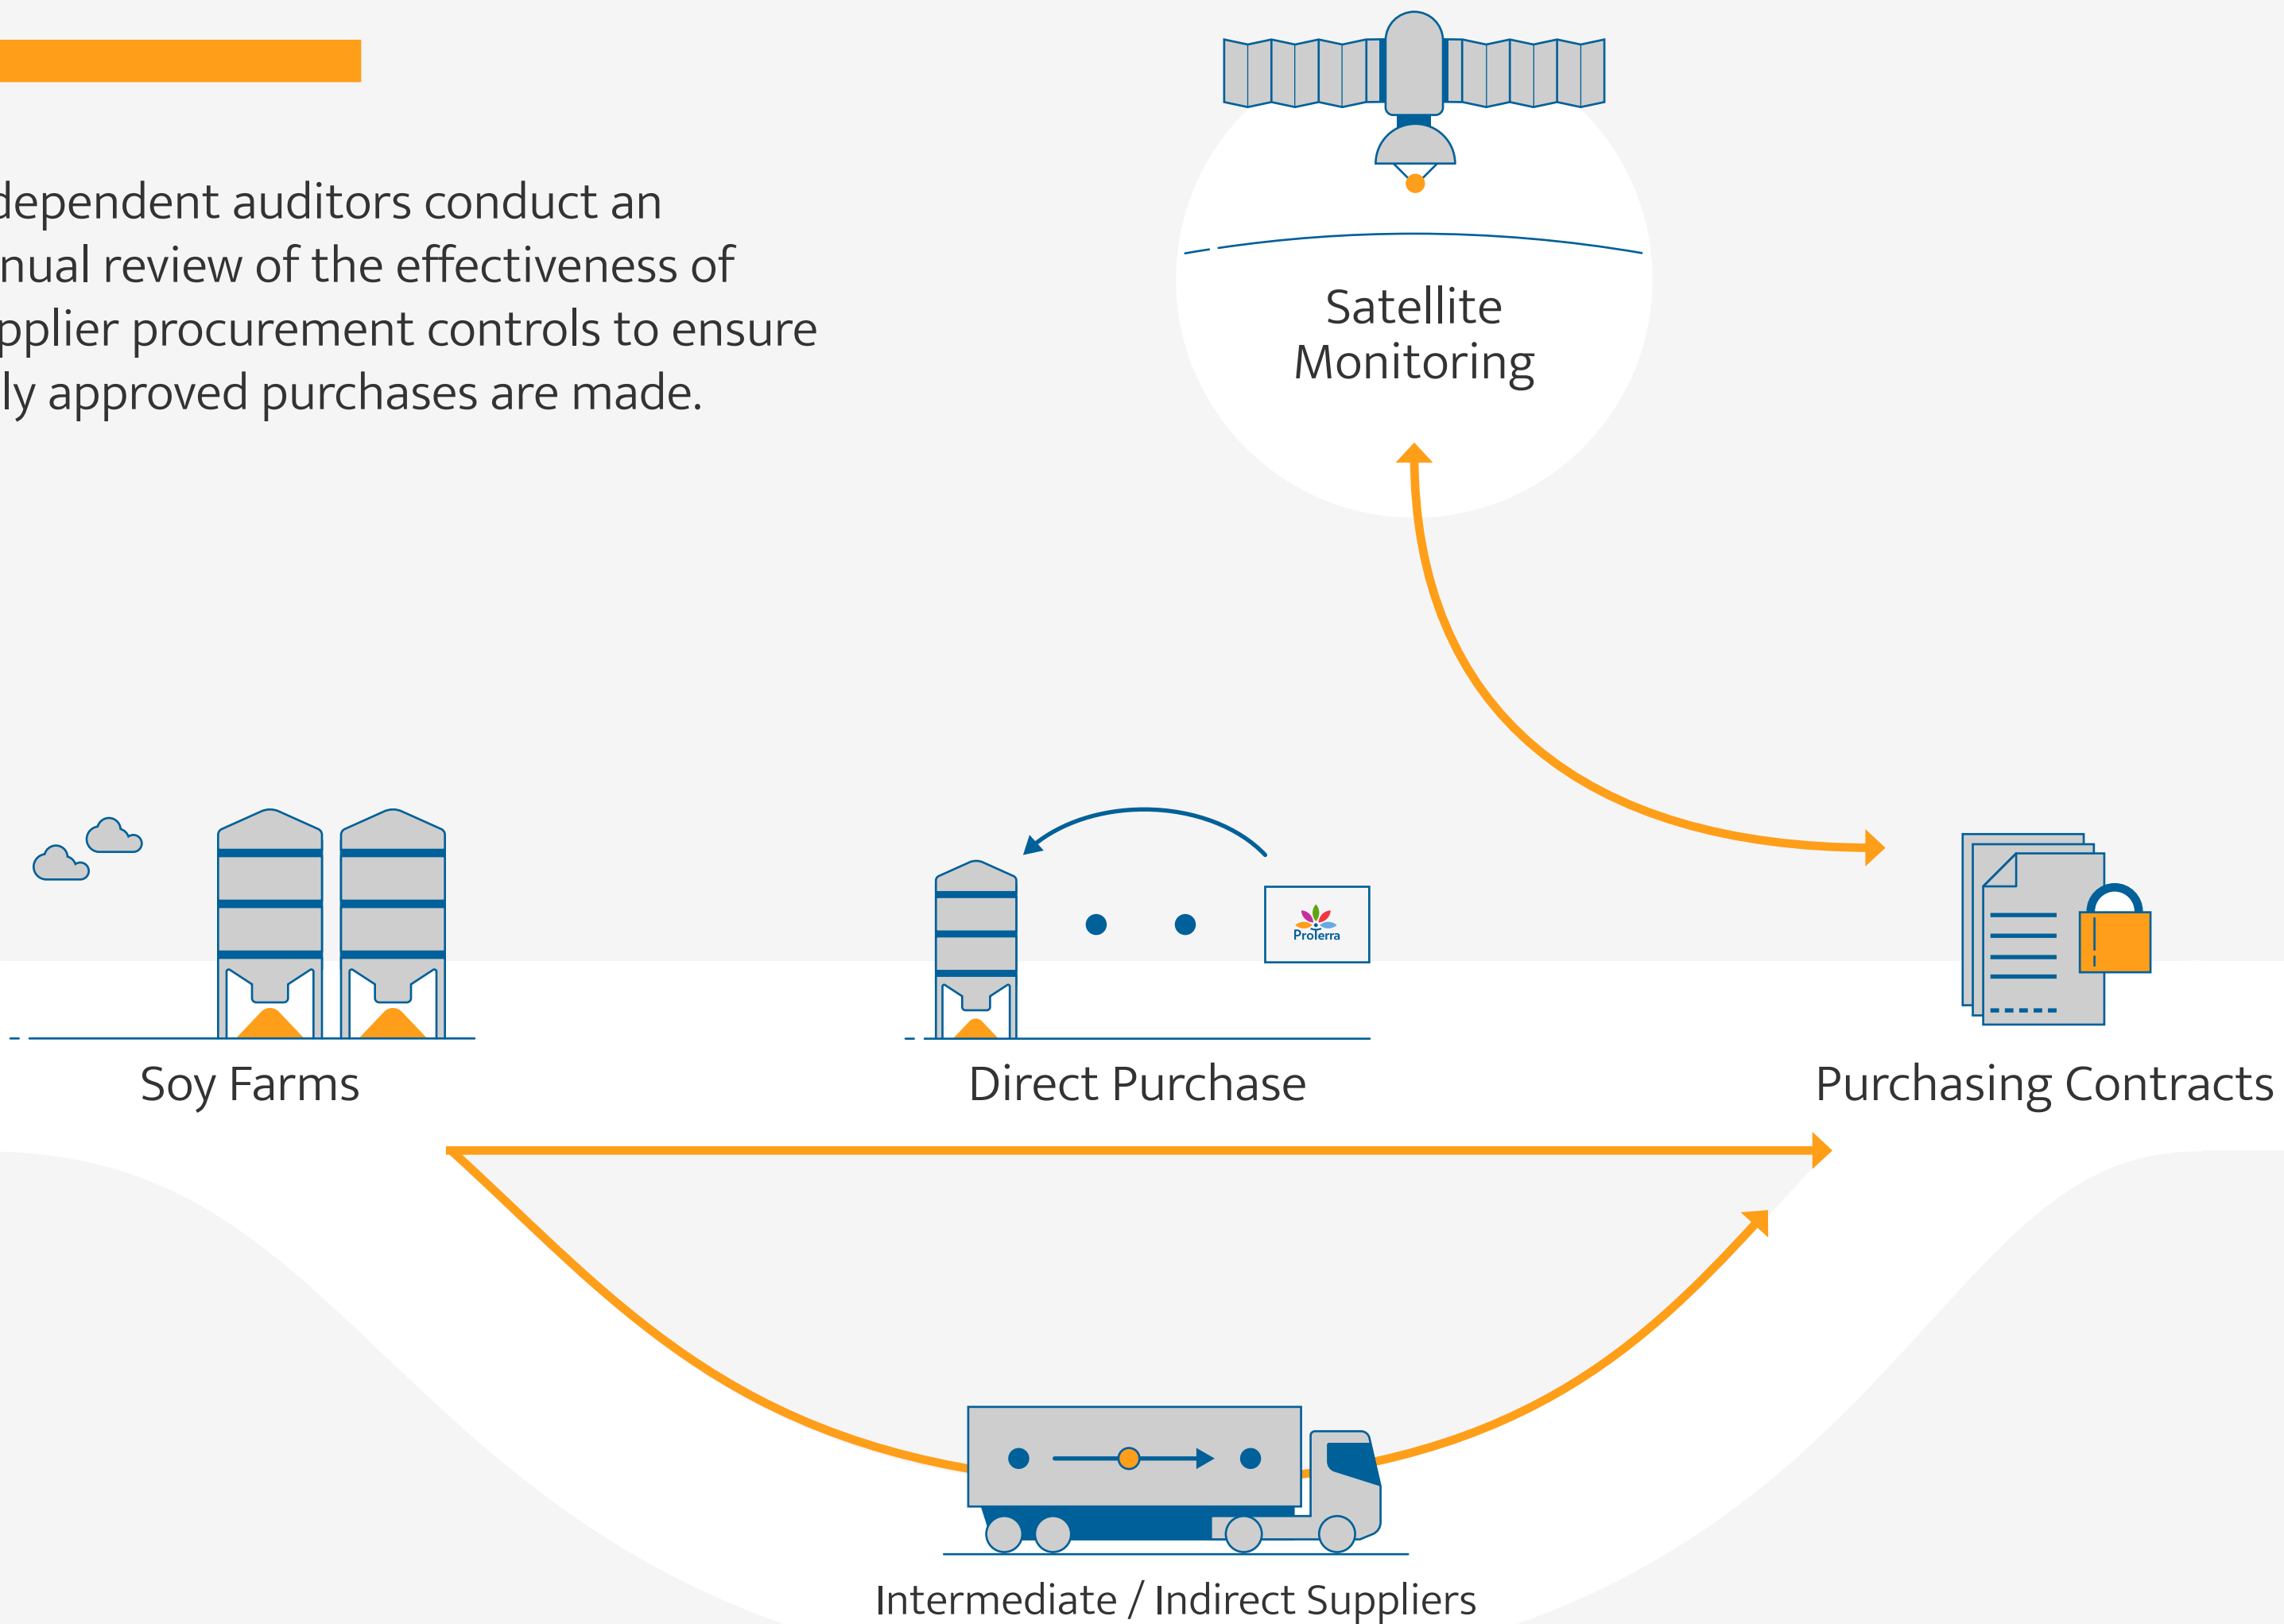 dependent auditors conduct an
nual review of the effectiveness of
plier procurement controls to ensure
ly approved purchases are made.
Satellite
Monitoring
ProTerra
Soy Farms
Direct Purchase
Purchasing Contracts
Intermediate / Indirect Suppliers